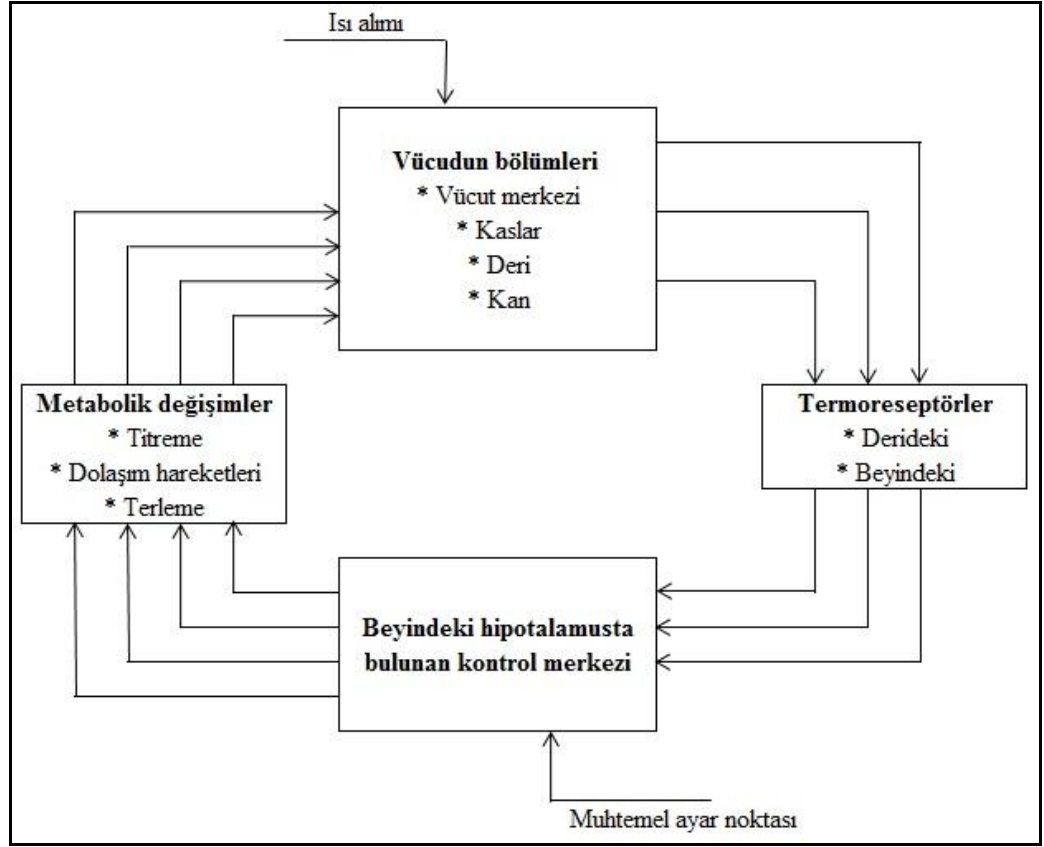 Isı alımı
Vücudun bölümleri
* Vücut merkezi
* Kaslar
* Deri
* Kan
Metabolik değişimler
* Titreme
* Dolaşım hareketleri
* Terleme
Termoreseptörler
* Derideki
* Beyindeki
Beyindeki hipotalamusta
bulunan kontrol merkezi
Muhtemel ayar noktası